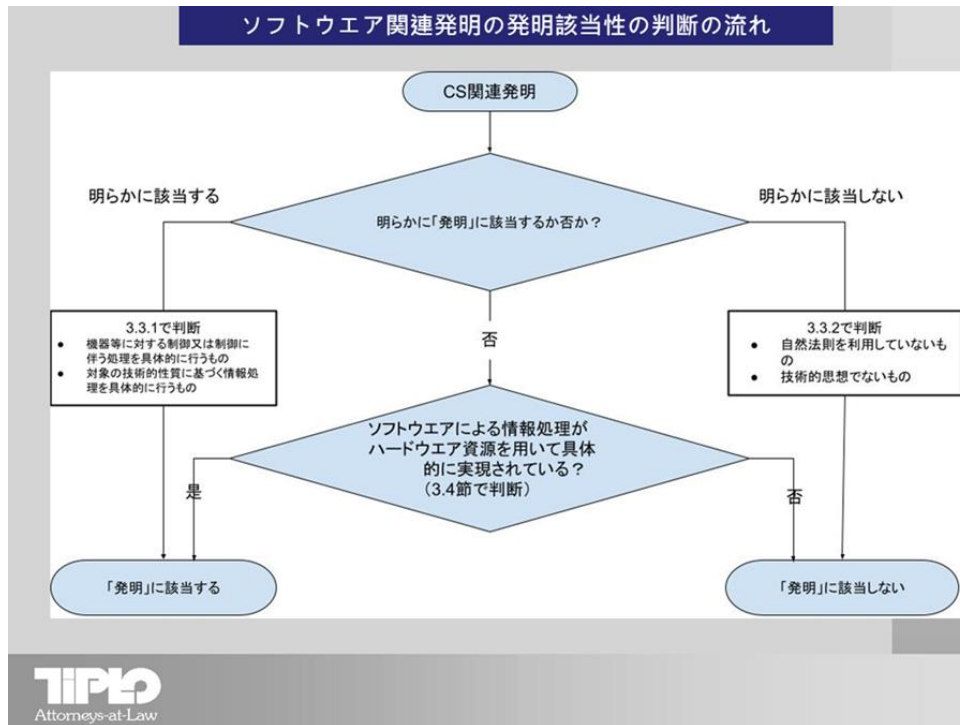 ソフトウエア関連発明の発明該当性の判断の流れ
CS関連発明
明らかに該当する
明らかに該当しない
明らかに「発明」に該当するか否か？
3.3.1で判断
● 機器等に対する制御又は制御に
伴う処理を具体的に行うもの
● 対象の技術的性質に基づく情報処
理を具体的に行うもの
否
3.3.2で判断
● 自然法則を利用していないも
の
● 技術的思想でないもの
ソフトウエアによる情報処理が
ハードウエア資源を用いて具体
的に実現されている？
（3.4節で判断）
是
否
「発明」に該当する
「発明」に該当しない
TIPLO
Attorneys-at-Law